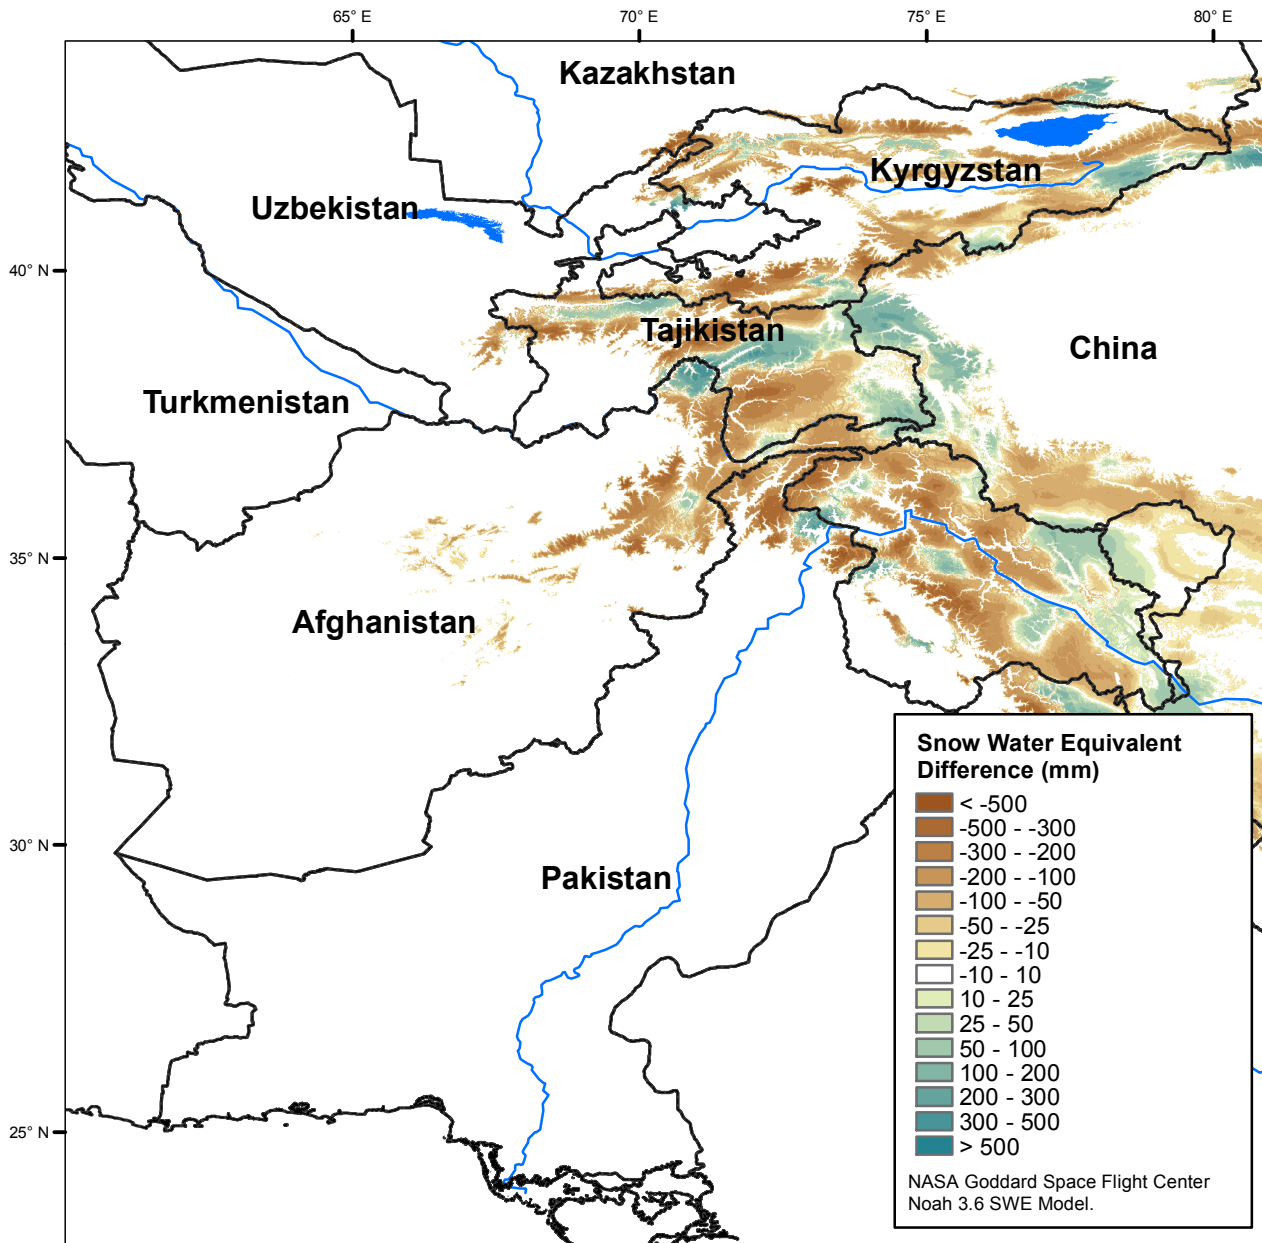 65° E
70° E
75° E
80° E
Kazakhstan
Kyrgyzstan
Uzbekistan
40° N
Tajikistan
China
Turkmenistan
35° N
Afghanistan
Snow Water Equivalent
Difference (mm)
< -500
-500 - -300
-300 - -200
-200 - -100
-100 - -50
-50 - -25
-25 - -10
-10 - 10
10 - 25
25 - 50
50 - 100
100 - 200
200 - 300
300 - 500
> 500
NASA Goddard Space Flight Center
Noah 3.6 SWE Model.
30° N
Pakistan
25° N